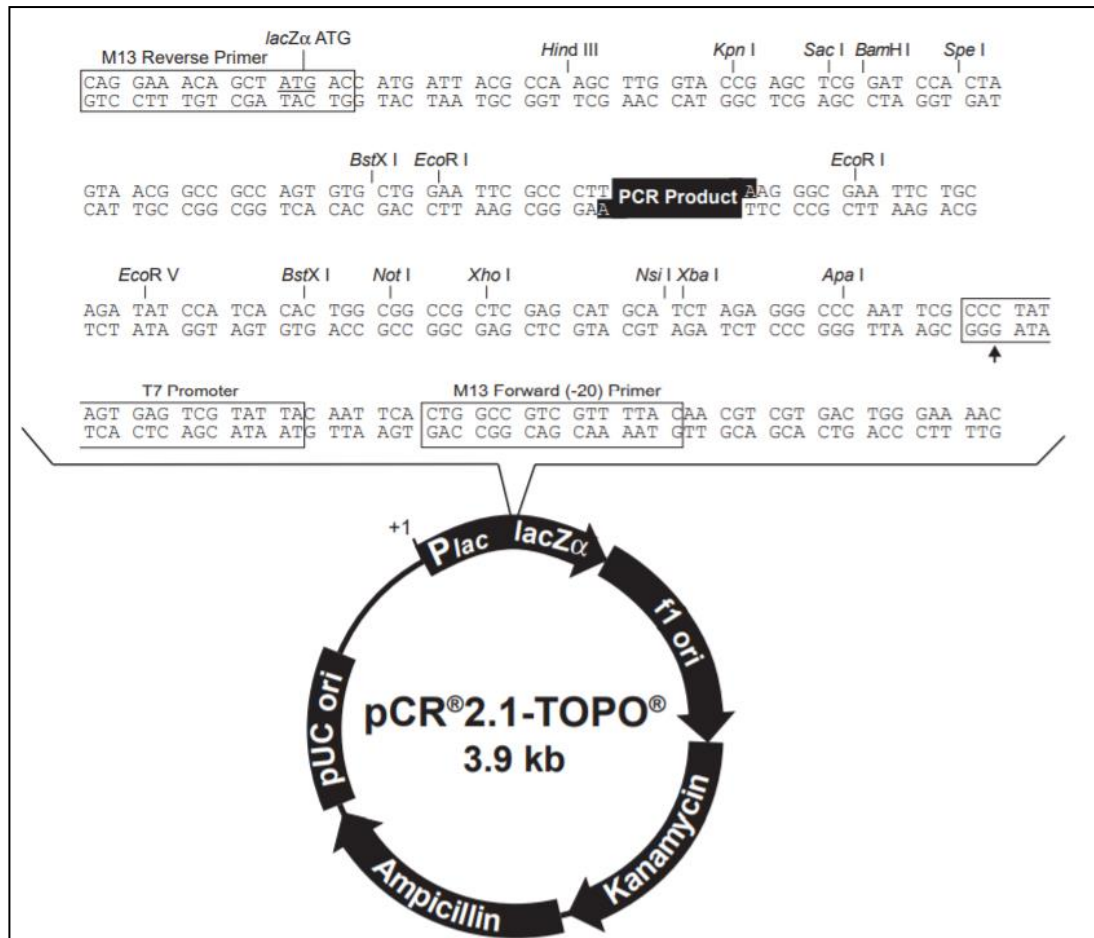 lacZα ATG
M13 Reverse Primer
Hind III Kpn I Sac I BamH I Spe I
CAG GAA ACA GCT ATG ACC ATG ATT ACG CCA AGC TTG GTA CCG AGC TCG GAT CCA CTA
GTC CTT TGT CGA TAC TGG TAC TAA TGC GGT TCG AAC CAT GGC TCG AGC CTA GGT GAT
BstX I EcoR I EcoR I
GTA ACG GCC GCC AGT GTG CTG GAA TTC GCC CTT PCR Product AAG GGC GAA TTC TGC
CAT TGC CGG CGG TCA CAC GAC CTT AAG CGG GAA TTC CCG CTT AAG ACG
EcoR V BstX I Not I Xho I Nsi I Xba I Apa I
AGA TAT CCA TCA CAC TGG CGG CCG CTC GAG CAT GCA TCT AGA GGG CCC AAT TCG CCC TAT
TCT ATA GGT AGT GTG ACC GCC GGC GAG CTC GTA CGT AGA TCT CCC GGG TTA AGC GGG ATA
T7 Promoter M13 Forward (-20) Primer
AGT GAG TCG TAT TAC AAT TCA CTG GCC GTC GTT TTA CAA CGT CGT GAC TGG GAA AAC
TCA CTC AGC ATA ATG TTA AGT GAC CGG CAG CAA AAT GTT GCA GCA CTG ACC CTT TTG
+1
Plac lacZα
f1 ori
pUC ori
pCR®2.1-TOPO®
3.9 kb
Kanamycin
Ampicillin